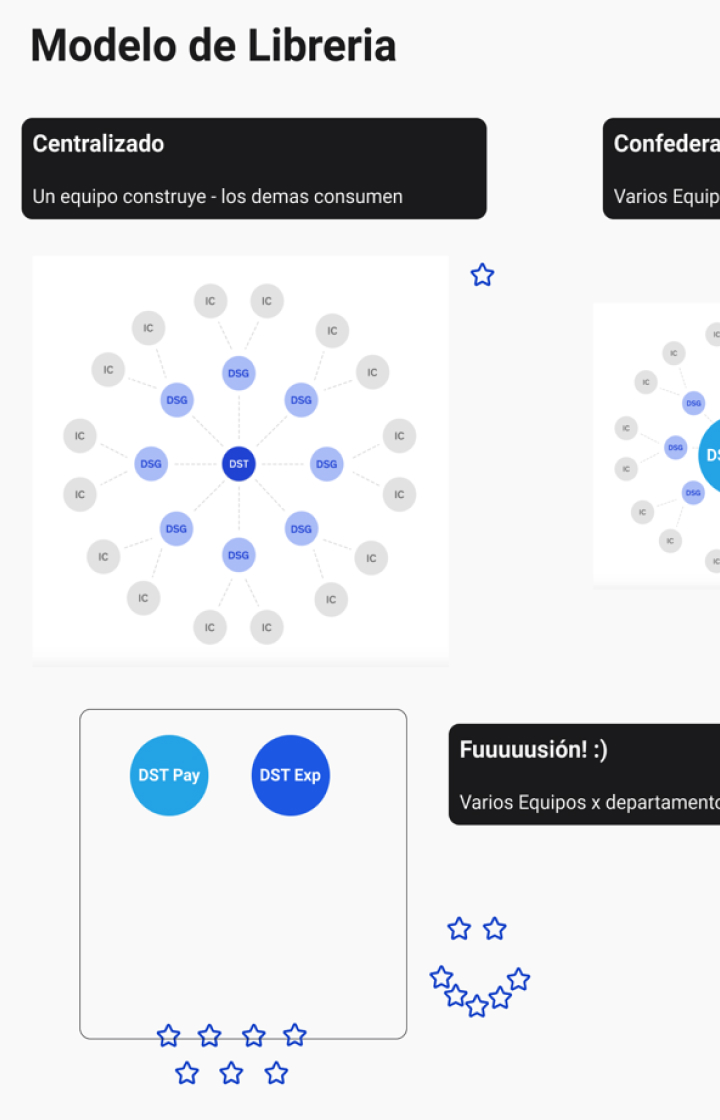 Modelo de Libreria
Centralizado
Un equipo construye - los demas consumen
IC IC
IC IC
IC IC
DSG
DSG DSG
IC IC
DSG DST DSG
IC IC
DSG DSG
DSG
IC IC
IC IC
IC IC
Confedera
Varios Equip
IC
IC
IC
DSG
IC
DSG
DS
IC
DSG
IC
IC
IC
DST Pay DST Exp
Fuuuuusión! :)
Varios Equipos x departamento